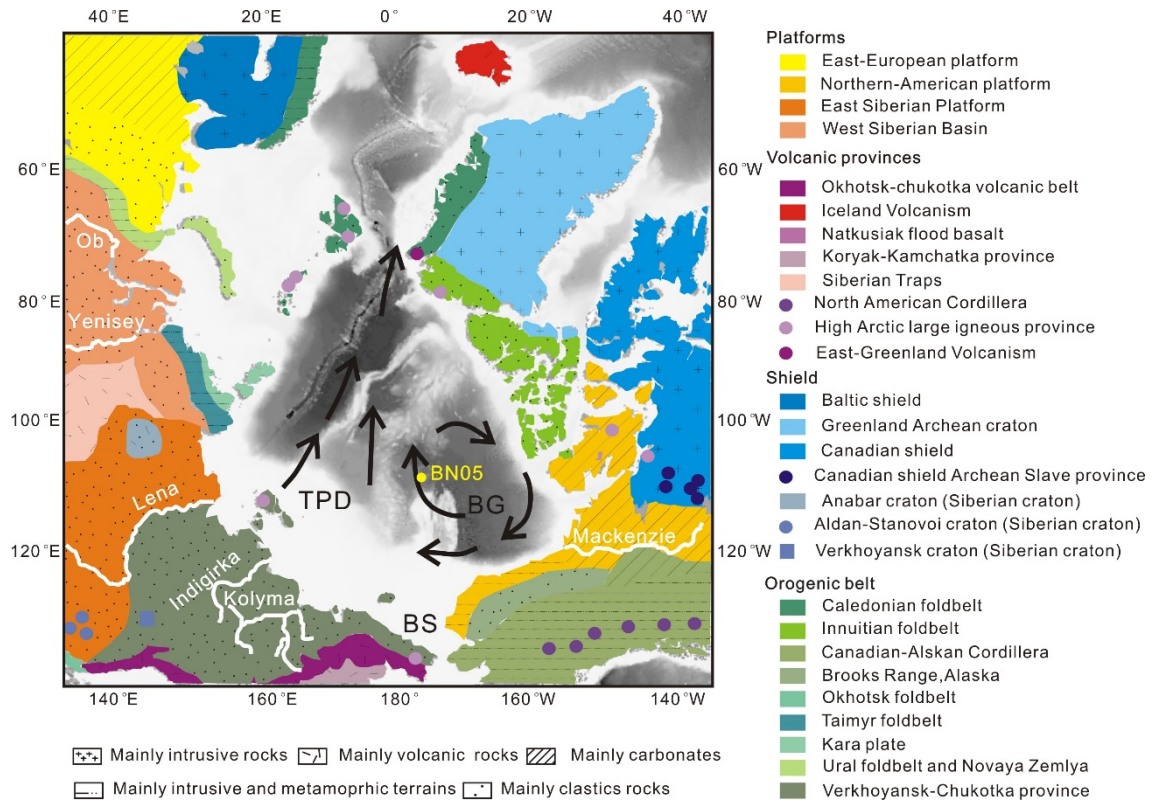 40°E 20°E 0° 20°W 40°W
60°E
60°W
Ob
80°E
80°W
Yenisey
100°E
100°W
BN05
Lena
TPD
BG
Mackenzie
120°E
120°W
Indigirka
Kolyma
BS
140°E 160°E 180° 160°W 140°W
Mainly intrusive rocks Mainly volcanic rocks Mainly carbonates
Mainly intrusive and metamoprhic terrains Mainly clastics rocks
Platforms
East-European platform
Northern-American platform
East Siberian Platform
West Siberian Basin
Volcanic provinces
Okhotsk-chukotka volcanic belt
Iceland Volcanism
Natkusiak flood basalt
Koryak-Kamchatka province
Siberian Traps
North American Cordillera
High Arctic large igneous province
East-Greenland Volcanism
Shield
Baltic shield
Greenland Archean craton
Canadian shield
Canadian shield Archean Slave province
Anabar craton (Siberian craton)
Aldan-Stanovoi craton (Siberian craton)
Verkhoyansk craton (Siberian craton)
Orogenic belt
Caledonian foldbelt
Innuitian foldbelt
Canadian-Alskan Cordillera
Brooks Range,Alaska
Okhotsk foldbelt
Taimyr foldbelt
Kara plate
Ural foldbelt and Novaya Zemlya
Verkhoyansk-Chukotka province